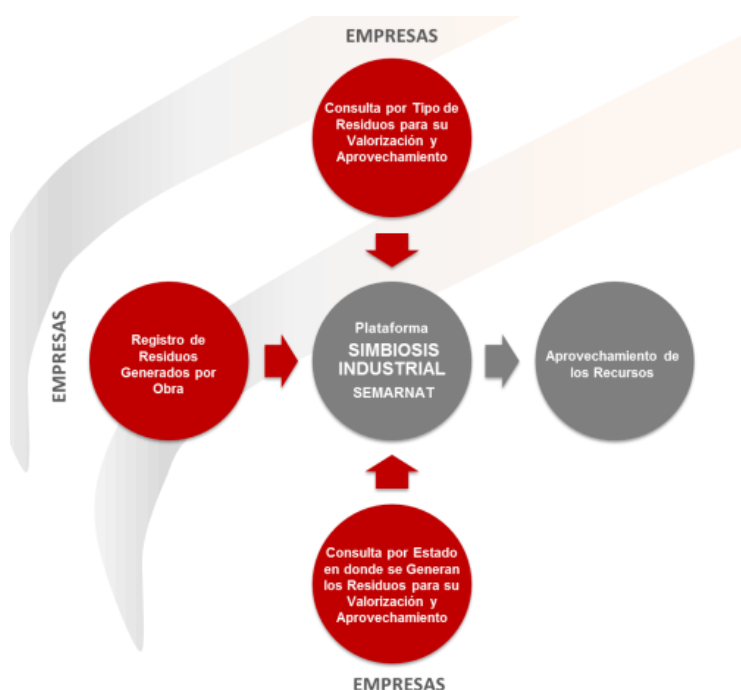 EMPRESAS
Consulta por Tipo de
Residuos para su
Valorización y
Aprovechamiento
EMPRESAS
Registro de
Residuos
Generados por
Obra
Plataforma
SIMBIOSIS
INDUSTRIAL
SEMARNAT
Aprovechamiento de
los Recursos
Consulta por Estado
en donde se Generan
los Residuos para su
Valorización y
Aprovechamiento
EMPRESAS